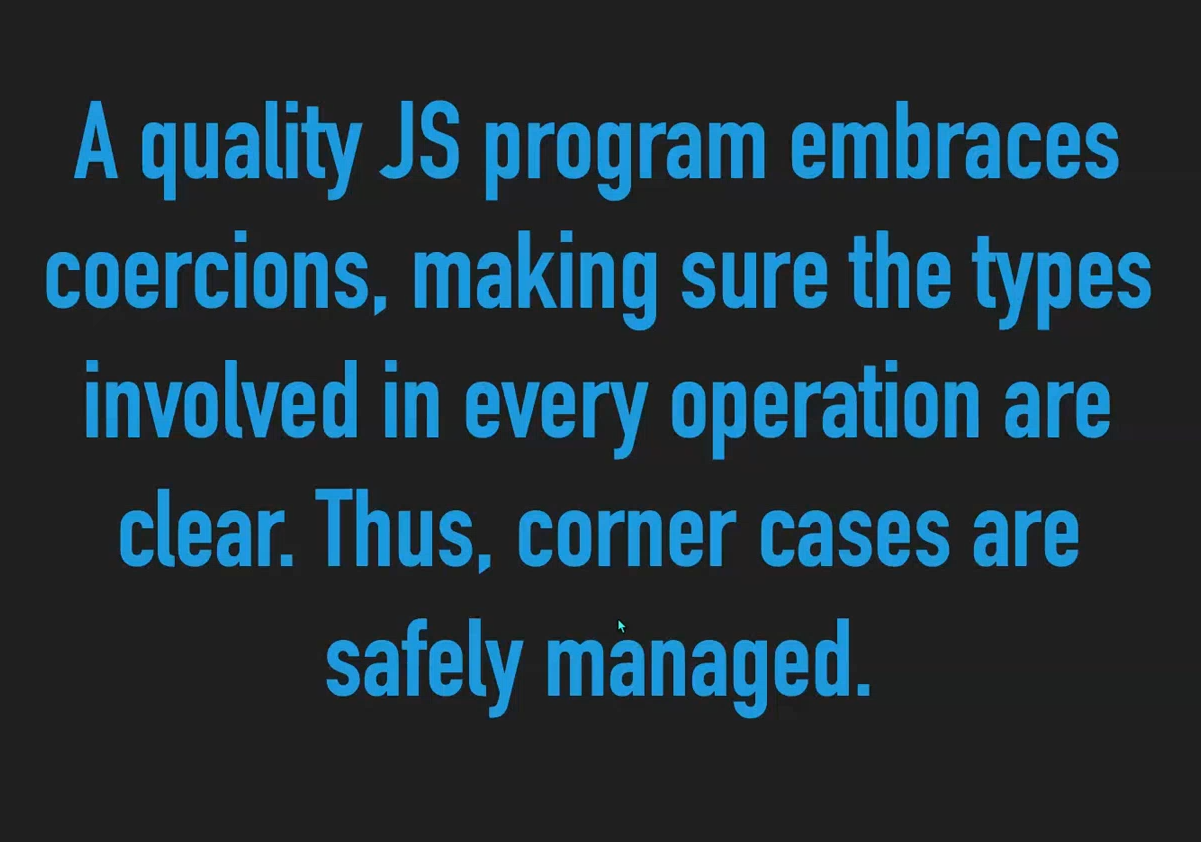 A quality JS program embraces
coercions, making sure the types
involved in every operation are
clear. Thus, corner cases are
safely managed.